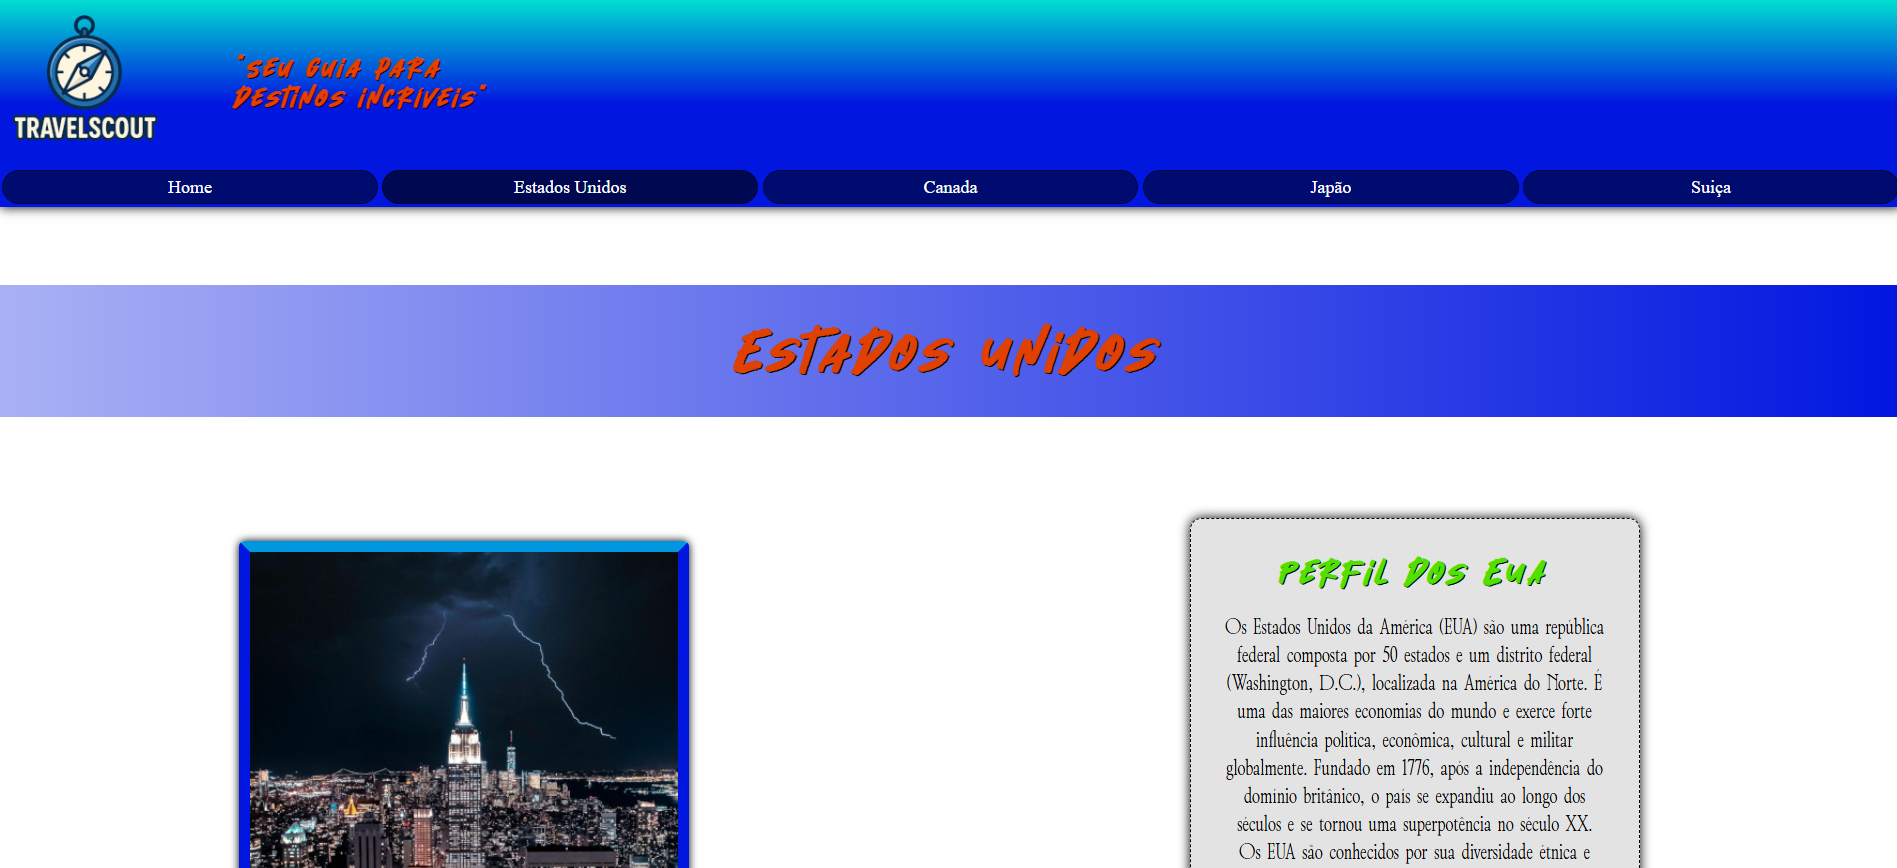 TRAVELSCOUT
"SEU GUIA PARA
DESTINOS INCRÍVEIS"
Home
Estados Unidos
Canada
Japão
Suiça
ESTADOS UNIDOS
PERFIL DOS EUA
Os Estados Unidos da América (EUA) são uma república
federal composta por 50 estados e um distrito federal
(Washington, D.C.), localizada na América do Norte. É
uma das maiores economias do mundo e exerce forte
influência política, econômica, cultural e militar
globalmente. Fundado em 1776, após a independência do
domínio britânico, o país se expandiu ao longo dos
séculos e se tornou uma superpotência no século XX.
Os EUA são conhecidos por sua diversidade étnica e